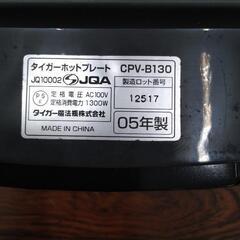 タイガーホットプレート CPV-B130
JQ10002 JQA 製造ロット番号
PSE 定格電圧 AC100V 12517
定格消費電力 1300W
タイガー魔法瓶株式会社 05年製
MADE IN CHINA